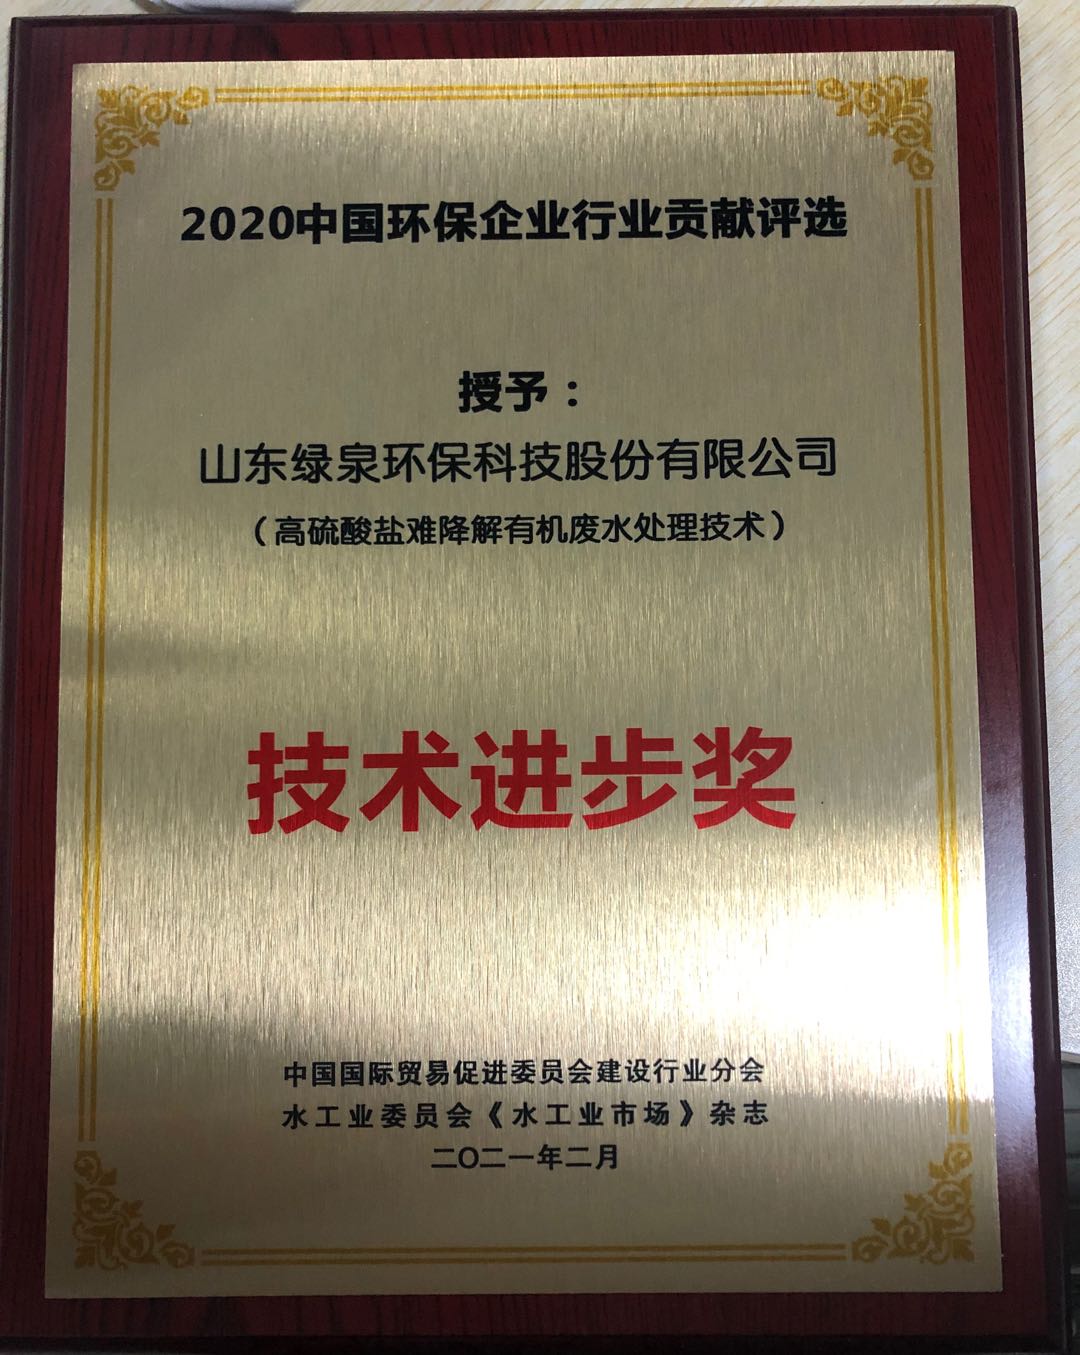 2020中国环保企业行业贡献评选
授予：
山东绿泉环保科技股份有限公司
（高硫酸盐难降解有机废水处理技术）
技术进步奖
中国国际贸易促进委员会建设行业分会
水工业委员会《水工业市场》杂志
二〇二一年二月